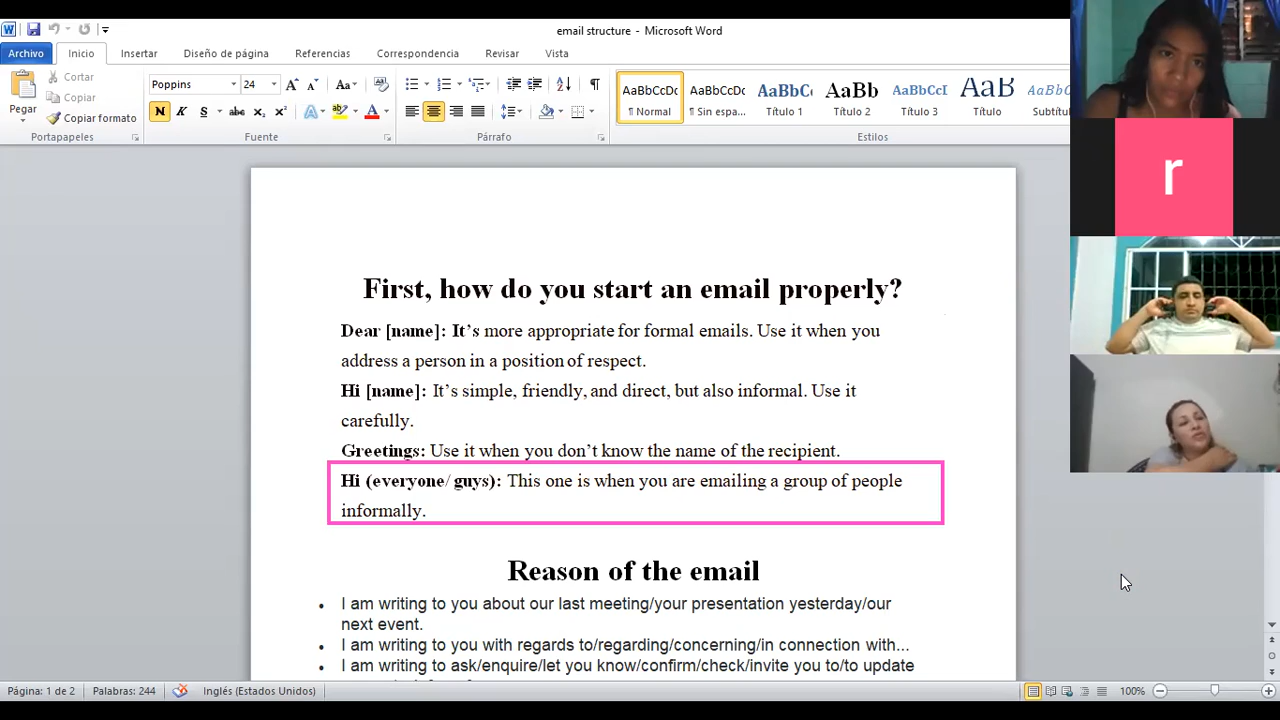 email structure - Microsoft Word
Archivo Inicio Insertar Diseño de página Referencias Correspondencia Revisar Vista
Pegar
Cortar
Copiar
Copiar formato
Portapapeles
Poppins 24
Fuente
Párrafo
AaBbCcDc AaBbCcDc AaBbC AaBb AaBbCcI AaB
¶ Normal ¶ Sin espa... Título 1 Título 2 Título 3 Título Subtítu
Estilos
r
First, how do you start an email properly?
Dear [name]: It’s more appropriate for formal emails. Use it when you
address a person in a position of respect.
Hi [name]: It’s simple, friendly, and direct, but also informal. Use it
carefully.
Greetings: Use it when you don’t know the name of the recipient.
Hi (everyone/ guys): This one is when you are emailing a group of people
informally.
Reason of the email
• I am writing to you about our last meeting/your presentation yesterday/our
next event.
• I am writing to you with regards to/regarding/concerning/in connection with...
• I am writing to ask/enquire/let you know/confirm/check/invite you to/to update
Página: 1 de 2 Palabras: 244 Inglés (Estados Unidos) 100%